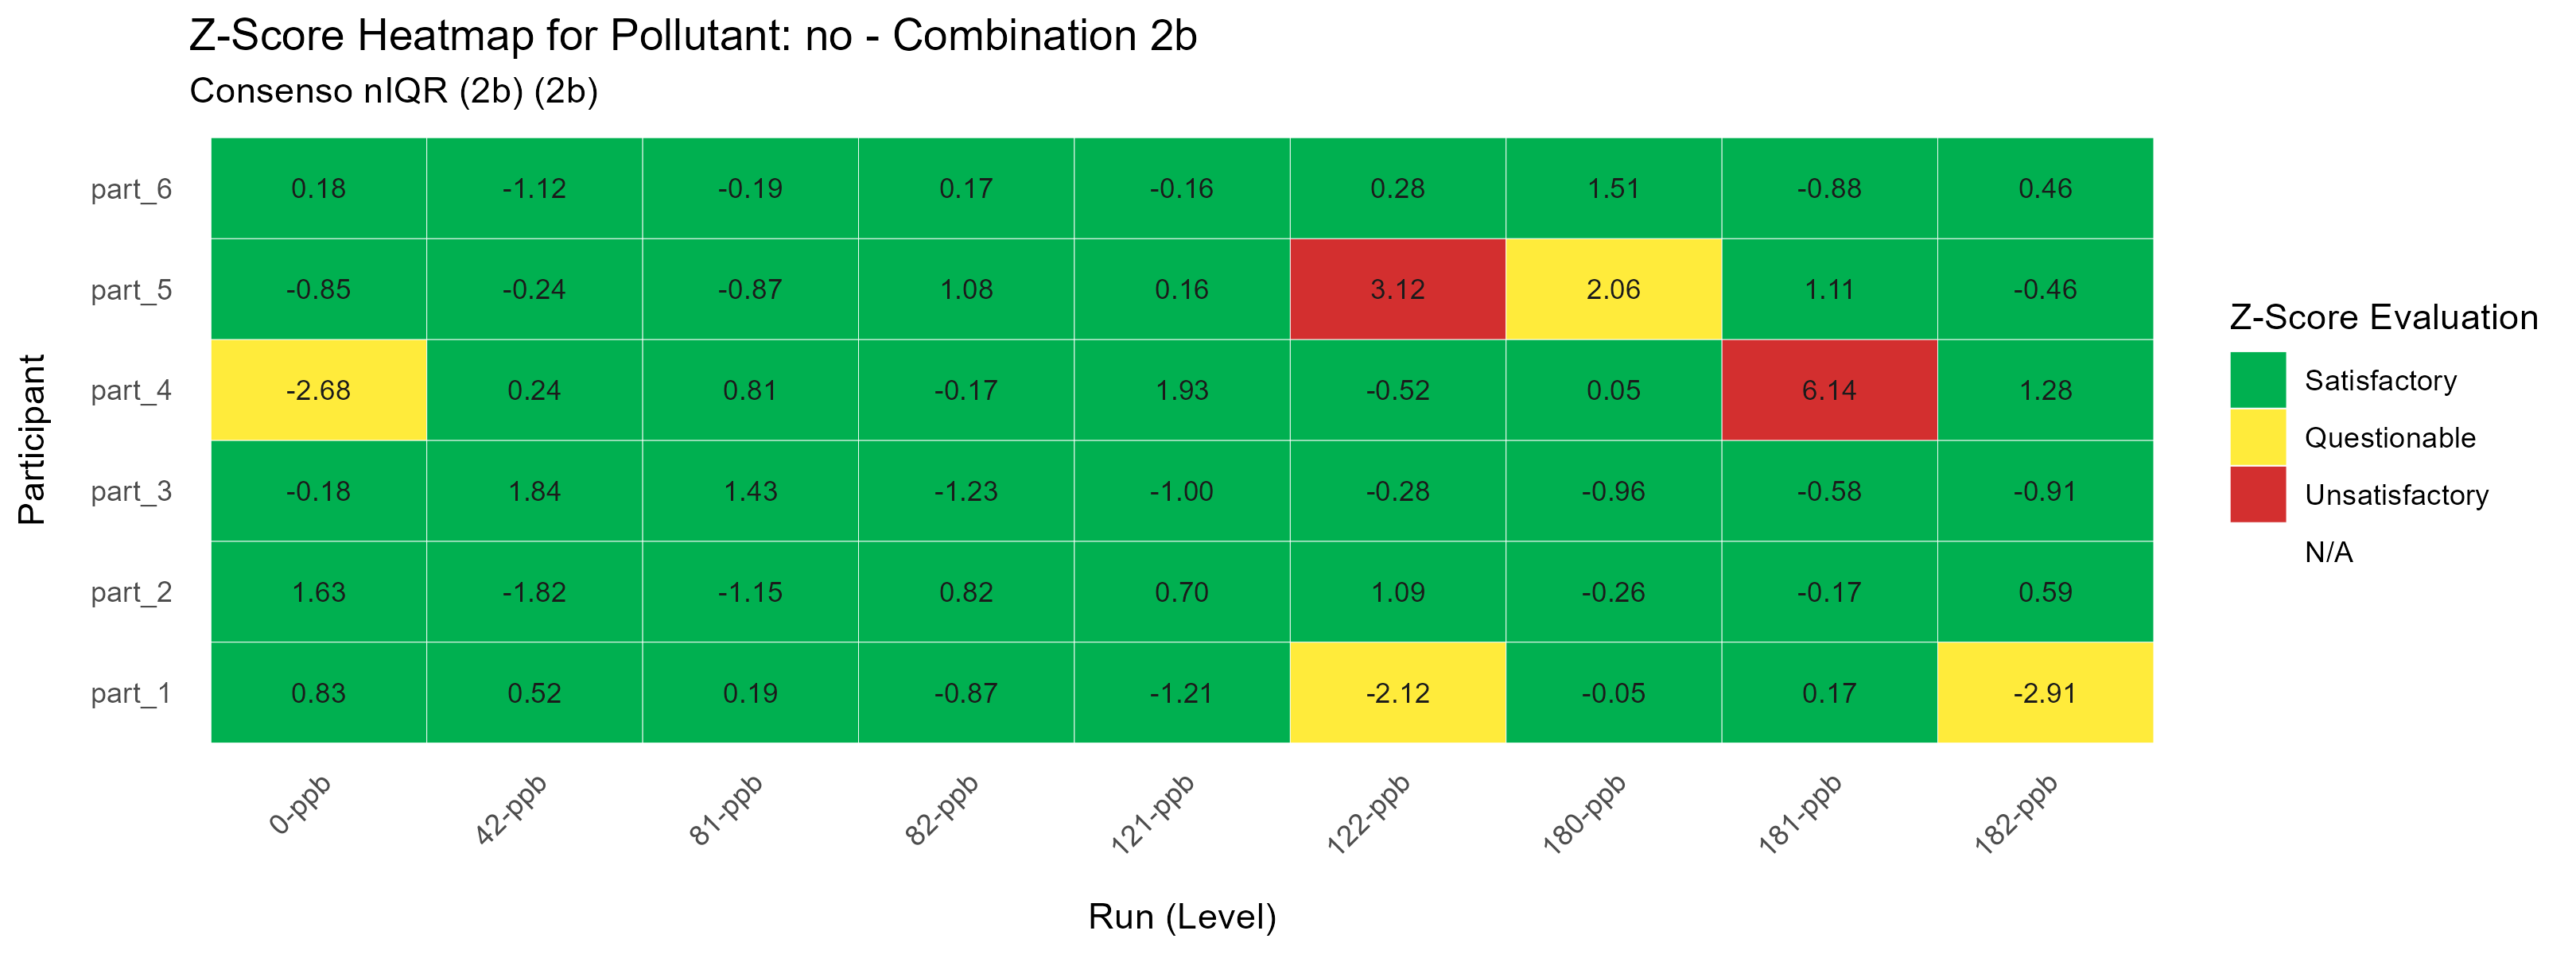 Z-Score Heatmap for Pollutant: no - Combination 2b
Consenso nIQR (2b) (2b)
Participant
part_6 0.18 -1.12 -0.19 0.17 -0.16 0.28 1.51 -0.88 0.46
part_5 -0.85 -0.24 -0.87 1.08 0.16 3.12 2.06 1.11 -0.46
part_4 -2.68 0.24 0.81 -0.17 1.93 -0.52 0.05 6.14 1.28
part_3 -0.18 1.84 1.43 -1.23 -1.00 -0.28 -0.96 -0.58 -0.91
part_2 1.63 -1.82 -1.15 0.82 0.70 1.09 -0.26 -0.17 0.59
part_1 0.83 0.52 0.19 -0.87 -1.21 -2.12 -0.05 0.17 -2.91
0-ppb 42-ppb 81-ppb 82-ppb 121-ppb 122-ppb 180-ppb 181-ppb 182-ppb
Run (Level)
Z-Score Evaluation
Satisfactory
Questionable
Unsatisfactory
N/A